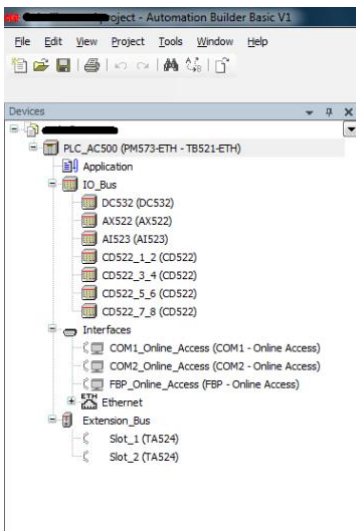 roject - Automation Builder Basic V1
File Edit View Project Tools Window Help
Devices
PLC_AC500 (PM573-ETH - TB521-ETH)
Application
IO_Bus
DC532 (DC532)
AX522 (AX522)
AI523 (AI523)
CD522_1_2 (CD522)
CD522_3_4 (CD522)
CD522_5_6 (CD522)
CD522_7_8 (CD522)
Interfaces
COM1_Online_Access (COM1 - Online Access)
COM2_Online_Access (COM2 - Online Access)
FBP_Online_Access (FBP - Online Access)
ETH Ethernet
Extension_Bus
Slot_1 (TA524)
Slot_2 (TA524)